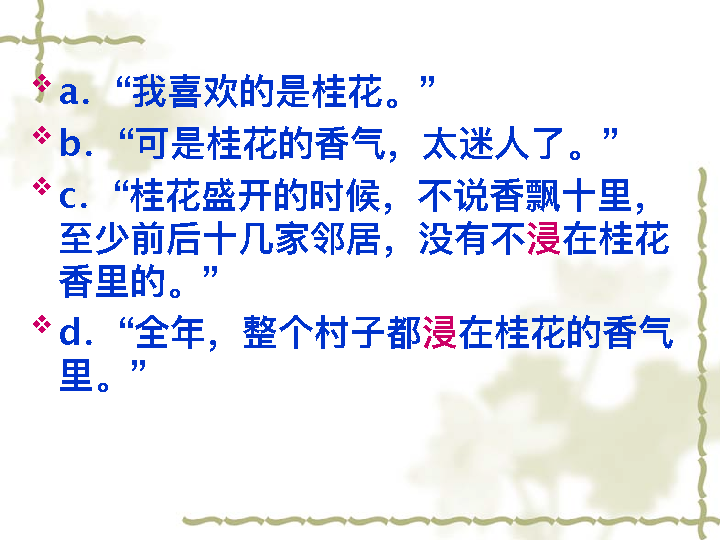 a.“我喜欢的是桂花。”
b.“可是桂花的香气，太迷人了。”
c.“桂花盛开的时候，不说香飘十里，
至少前后十几家邻居，没有不浸在桂花
香里的。”
d.“全年，整个村子都浸在桂花的香气
里。”